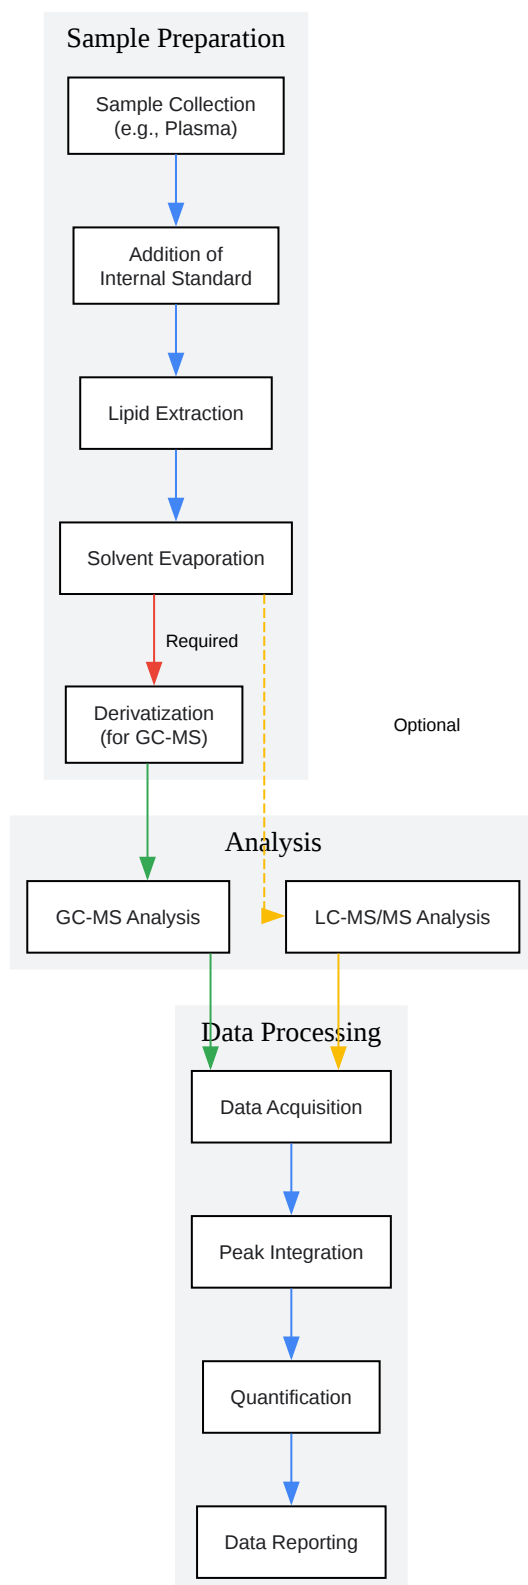 Sample Preparation
Sample Collection
(e.g., Plasma)
Addition of
Internal Standard
Lipid Extraction
Solvent Evaporation
Required
Derivatization
(for GC-MS)
Optional
Analysis
GC-MS Analysis
LC-MS/MS Analysis
Data Processing
Data Acquisition
Peak Integration
Quantification
Data Reporting